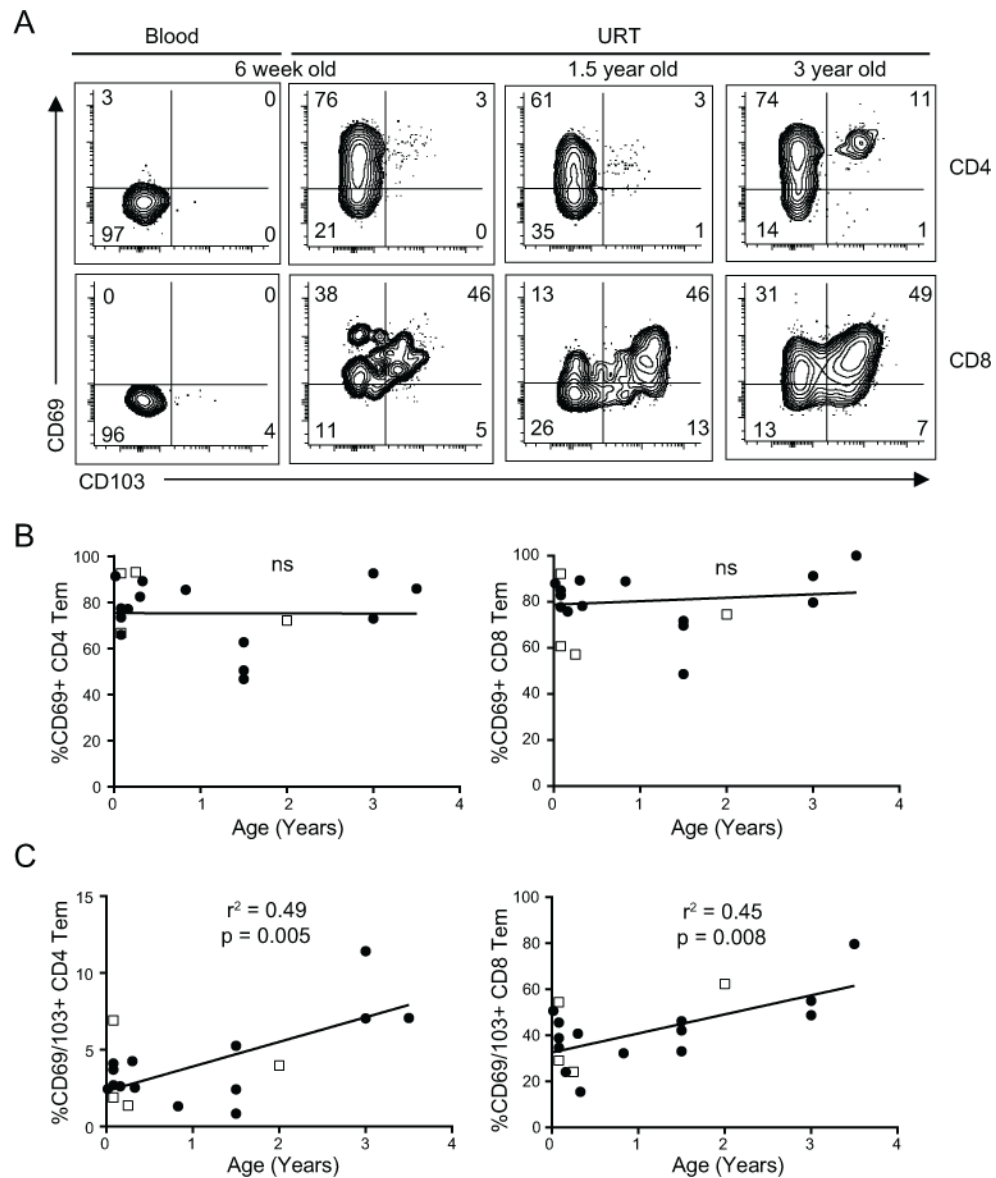 A
Blood
URT
6 week old
1.5 year old
3 year old
3 0 76 3 61 3 74 11
CD4
97 0 21 0 35 1 14 1
0 0 38 46 13 46 31 49
CD8
96 4 11 5 26 13 13 7
CD69
CD103
B
100
80
60
40
20
0
%CD69+ CD4 Tem
ns
0 1 2 3 4
Age (Years)
100
80
60
40
20
0
%CD69+ CD8 Tem
ns
0 1 2 3 4
Age (Years)
C
15
10
5
0
%CD69/103+ CD4 Tem
r² = 0.49
p = 0.005
0 1 2 3 4
Age (Years)
100
80
60
40
20
0
%CD69/103+ CD8 Tem
r² = 0.45
p = 0.008
0 1 2 3 4
Age (Years)